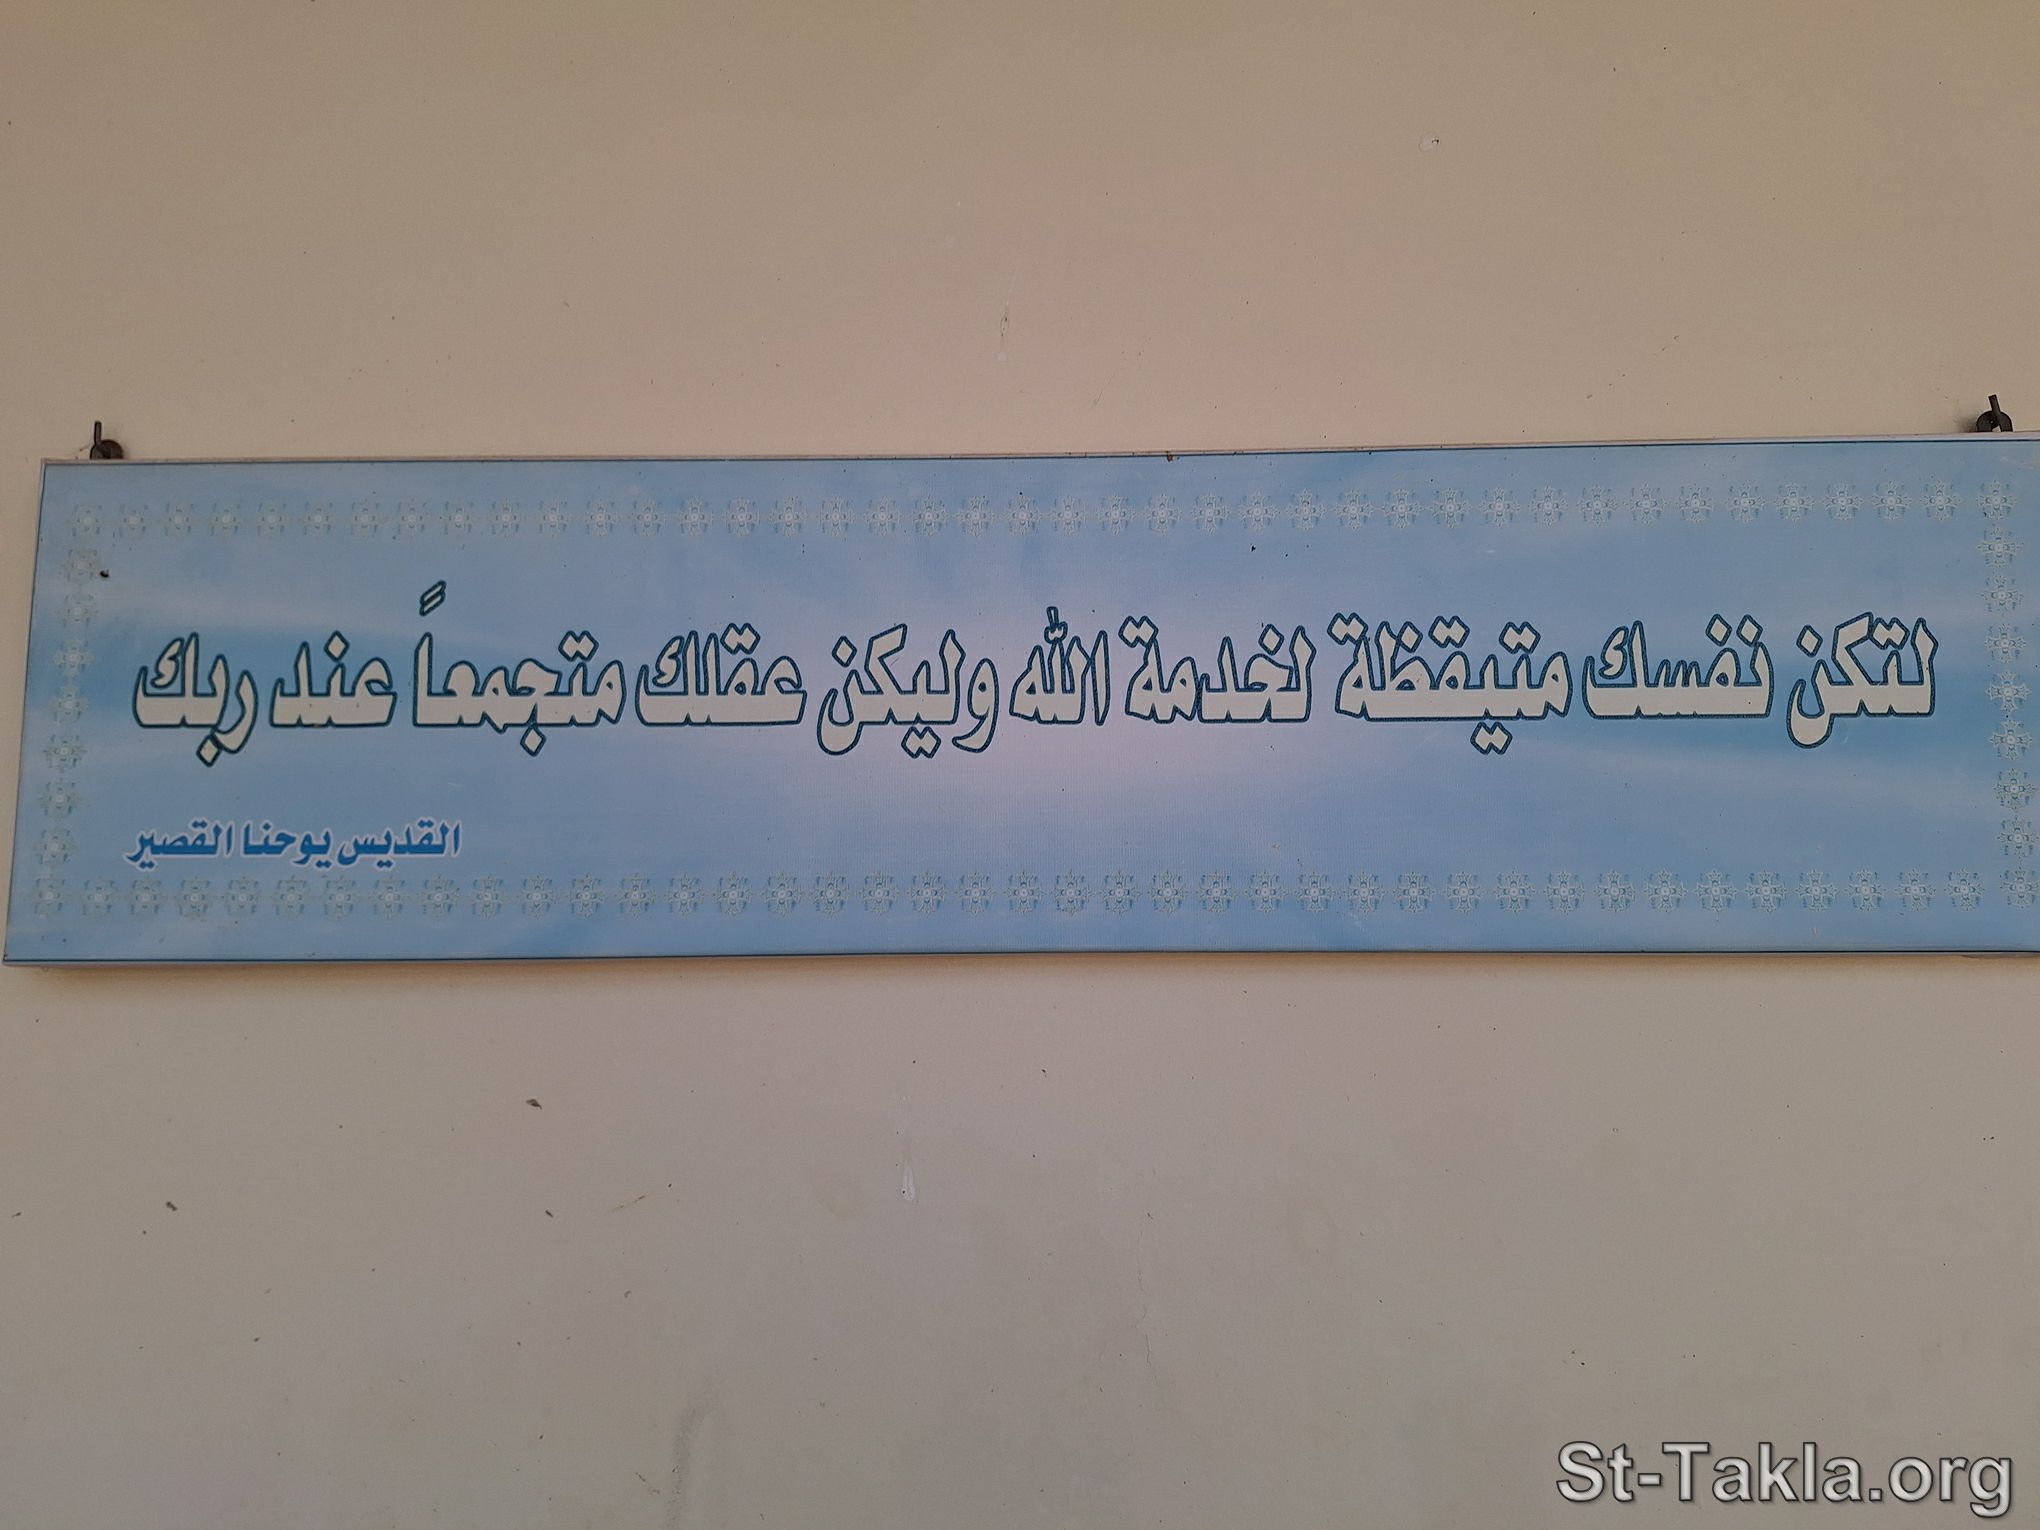 لتكن نفسك متيقظة لخدمة الله وليكن عقلك متجمعاً عند ربك
القديس يوحنا القصير
St-Takla.org